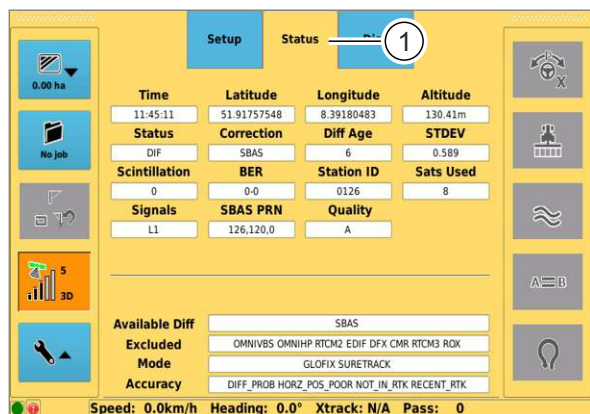 Setup Status 1
0.00 ha
Time Latitude Longitude Altitude
11:45:11 51.91757548 8.39180483 130.41m
Status Correction Diff Age STDEV
No job
DIF SBAS 6 0.589
Scintillation BER Station ID Sats Used
0 0-0 0126 8
Signals SBAS PRN Quality
L1 126,120,0 A
5
3D
A=B
P
X
Available Diff SBAS
Excluded OMNIVBS OMNIHP RTCM2 EDIF DFX CMR RTCM3 ROX
Mode GLOFIX SURETRACK
Accuracy DIFF_PROB HORZ_POS_POOR NOT_IN_RTK RECENT_RTK
Speed: 0.0km/h Heading: 0.0° Xtrack: N/A Pass: 0